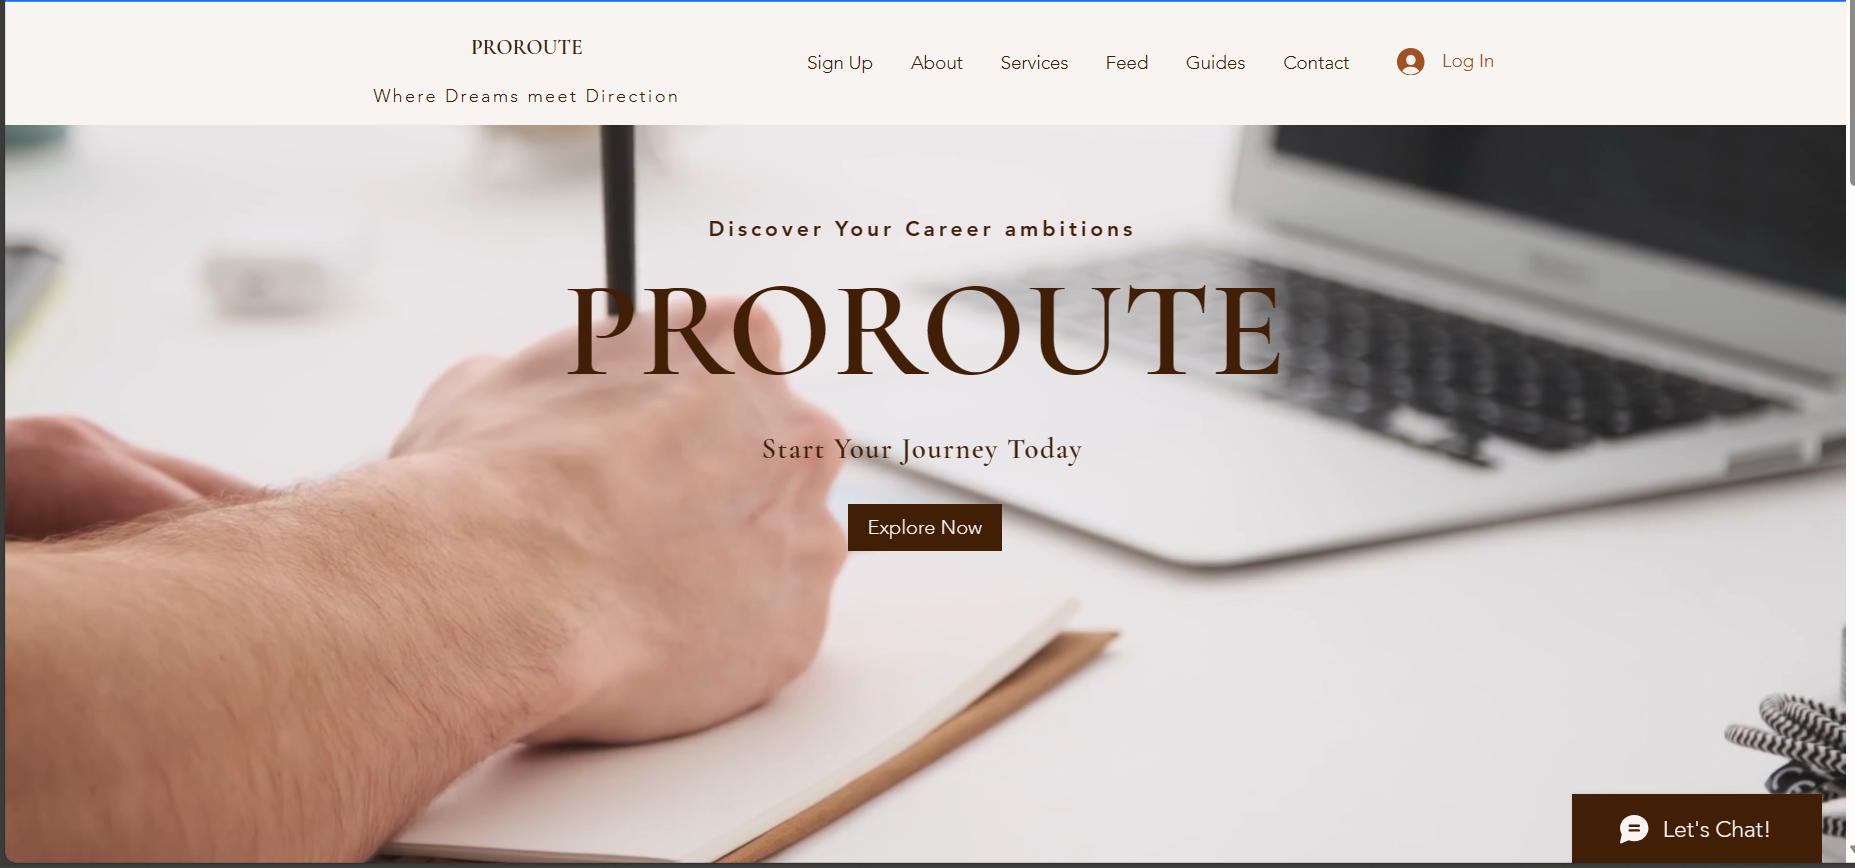 PROROUTE
Where Dreams meet Direction
Sign Up About Services Feed Guides Contact Log In
Discover Your Career ambitions
PROROUTE
Start Your Journey Today
Explore Now
Let's Chat!